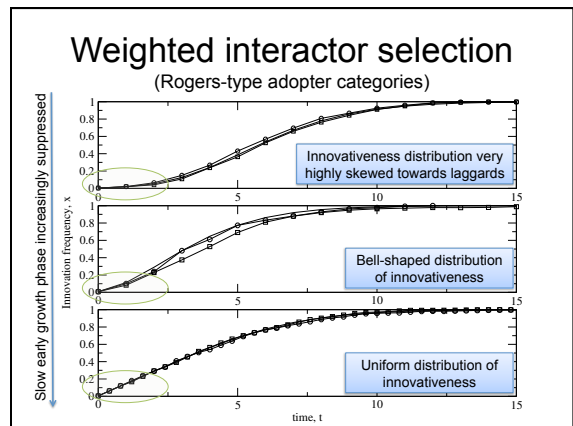 Weighted interactor selection
(Rogers-type adopter categories)
Slow early growth phase increasingly suppressed
Innovation frequency, x
1
0.8
0.6
0.4
0.2
0
0
5
10
15
Innovativeness distribution very
highly skewed towards laggards
1
0.8
0.6
0.4
0.2
0
0
5
10
15
Bell-shaped distribution
of innovativeness
1
0.8
0.6
0.4
0.2
0
0
5
10
15
Uniform distribution of
innovativeness
time, t